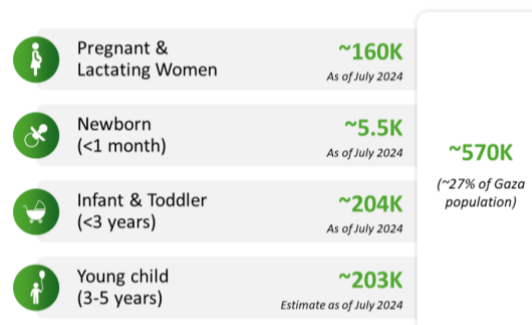 Pregnant &
Lactating Women
~160K
As of July 2024
Newborn
(<1 month)
~5.5K
As of July 2024
Infant & Toddler
(<3 years)
~204K
As of July 2024
Young child
(3-5 years)
~203K
Estimate as of July 2024
~570K
(~27% of Gaza
population)